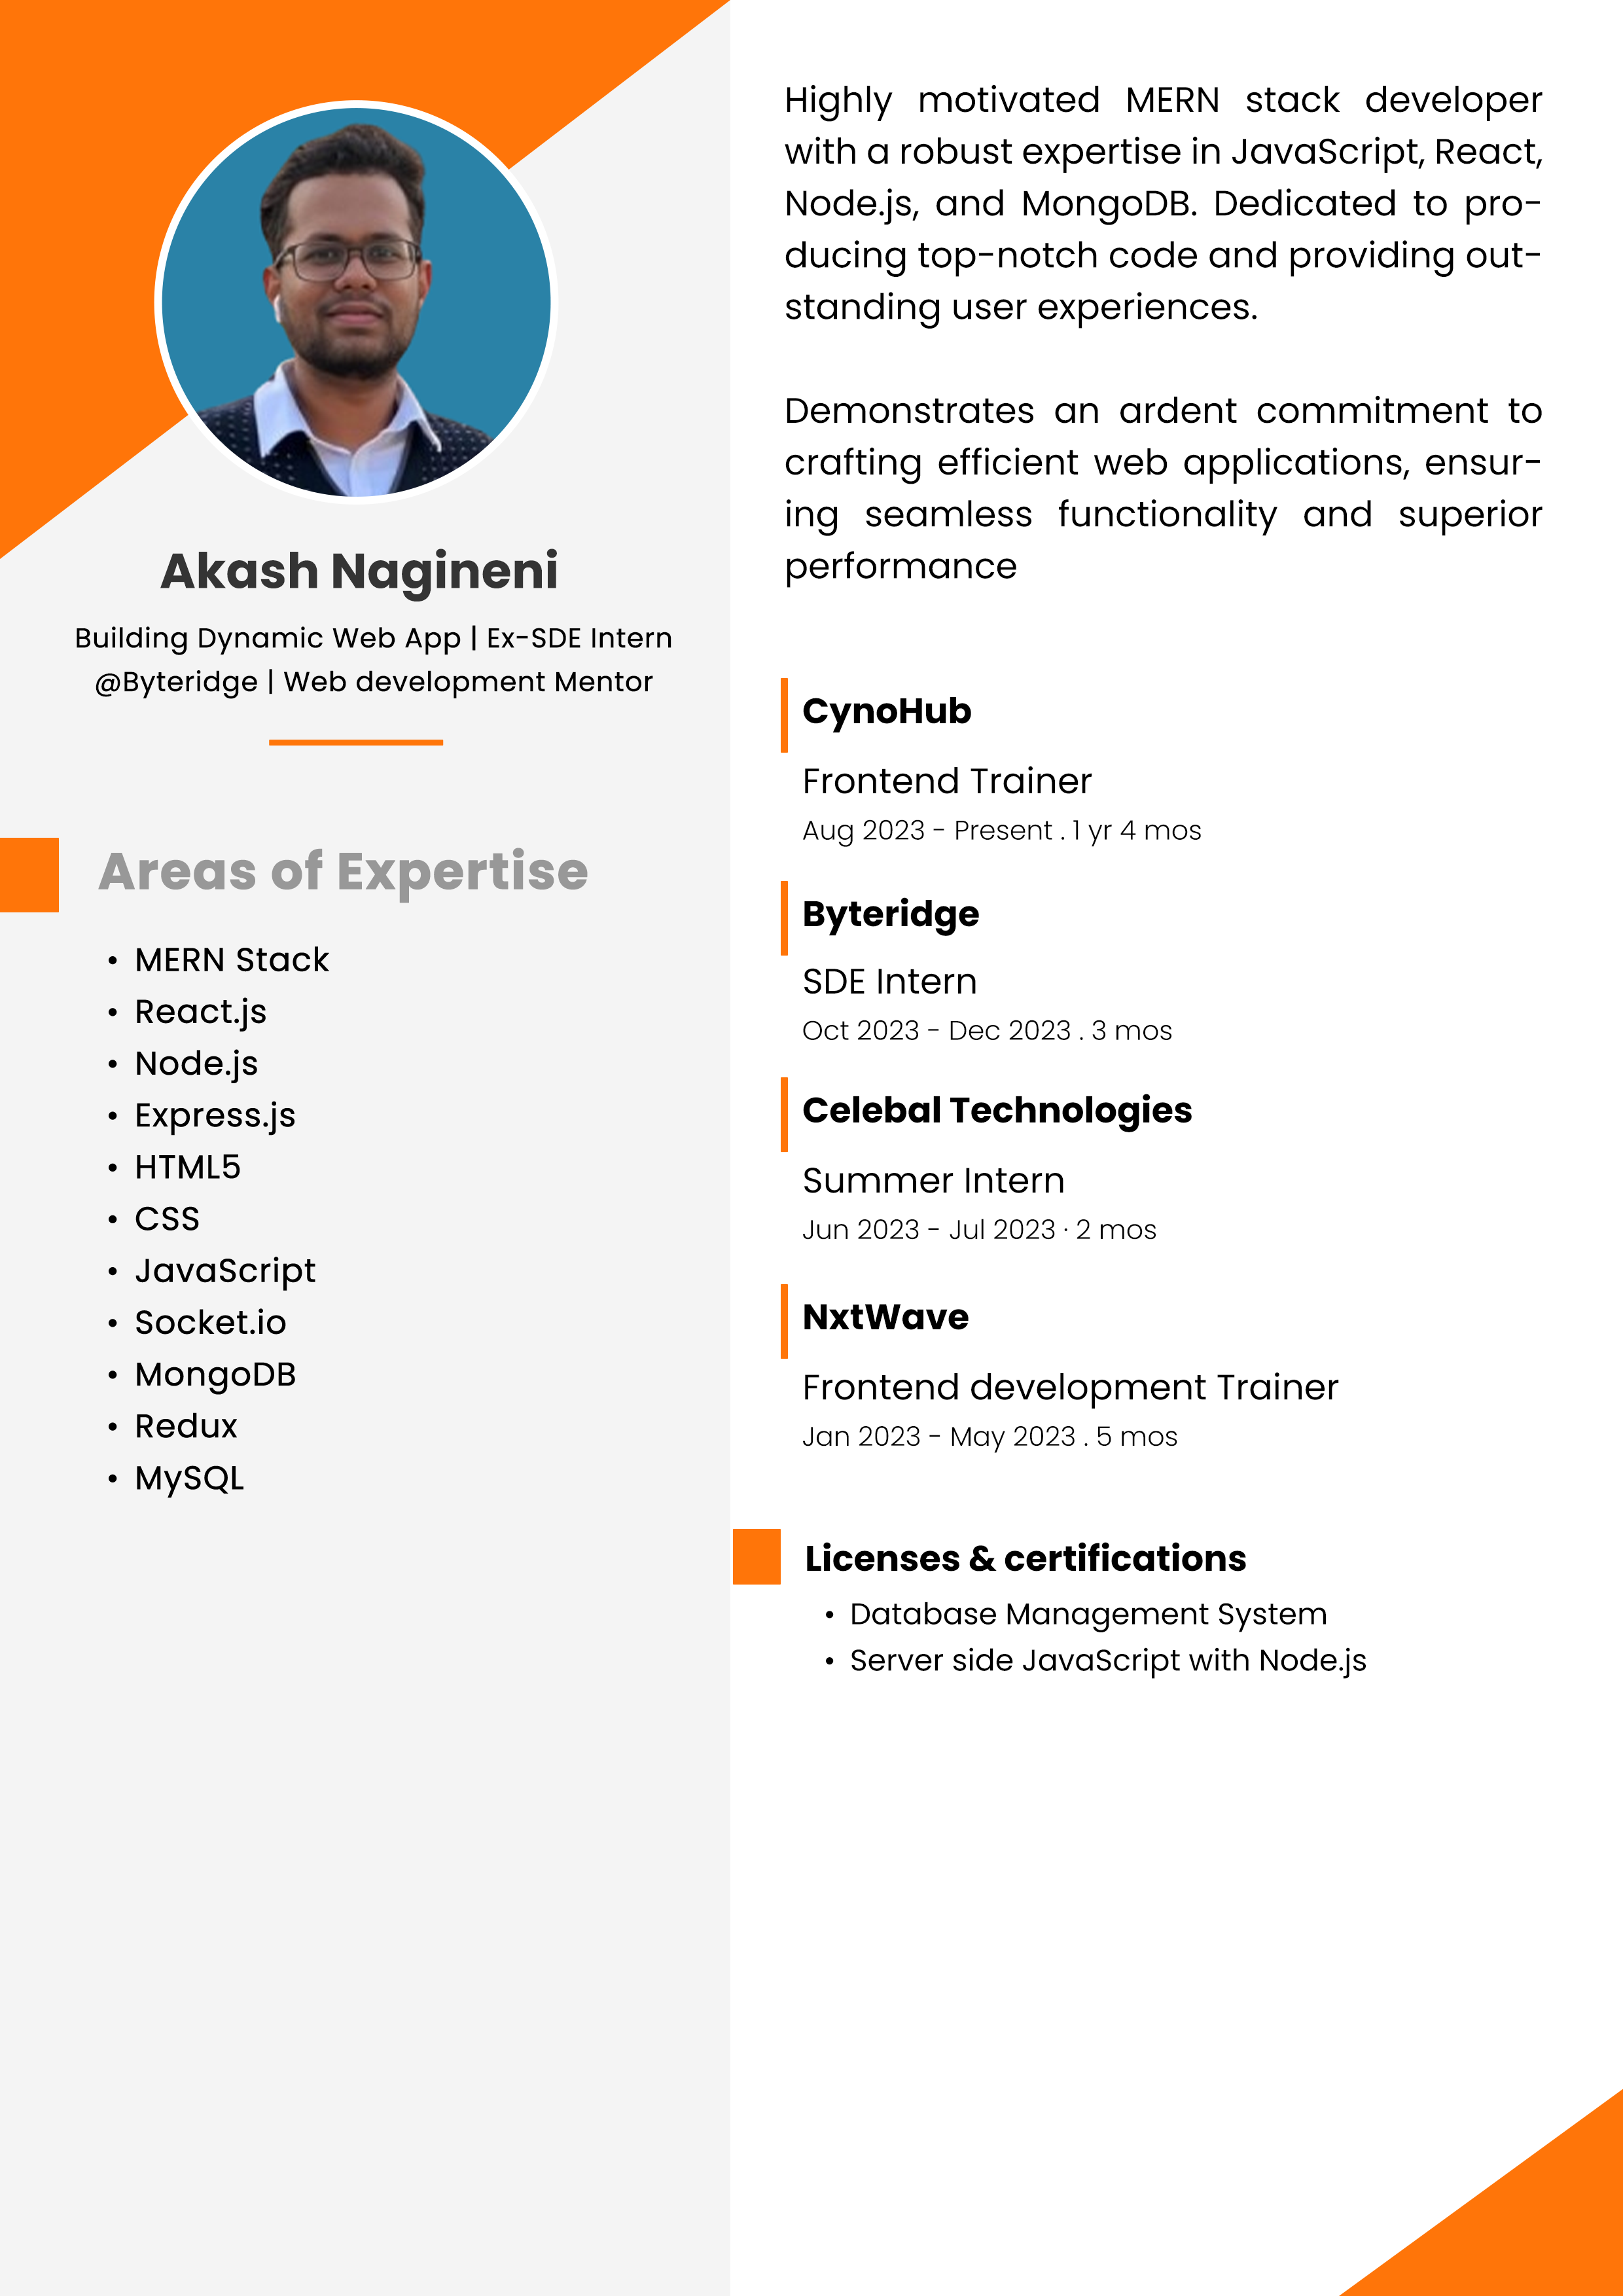 Akash Nagineni
Building Dynamic Web App | Ex-SDE Intern
@Byteridge | Web development Mentor
Areas of Expertise
• MERN Stack
• React.js
• Node.js
• Express.js
• HTML5
• CSS
• JavaScript
• Socket.io
• MongoDB
• Redux
• MySQL
Highly motivated MERN stack developer
with a robust expertise in JavaScript, React,
Node.js, and MongoDB. Dedicated to pro-
ducing top-notch code and providing out-
standing user experiences.
Demonstrates an ardent commitment to
crafting efficient web applications, ensur-
ing seamless functionality and superior
performance
CynoHub
Frontend Trainer
Aug 2023 - Present . 1 yr 4 mos
Byteridge
SDE Intern
Oct 2023 - Dec 2023 . 3 mos
Celebal Technologies
Summer Intern
Jun 2023 - Jul 2023 · 2 mos
NxtWave
Frontend development Trainer
Jan 2023 - May 2023 . 5 mos
Licenses & certifications
• Database Management System
• Server side JavaScript with Node.js